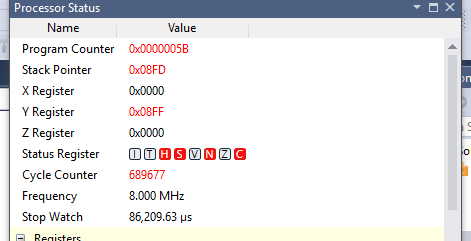 Processor Status
Name Value
Program Counter 0x0000005B
Stack Pointer 0x08FD
X Register 0x0000
Y Register 0x08FF
Z Register 0x0000
Status Register I T H S V N Z C
Cycle Counter 689677
Frequency 8.000 MHz
Stop Watch 86,209.63 µs
Registers